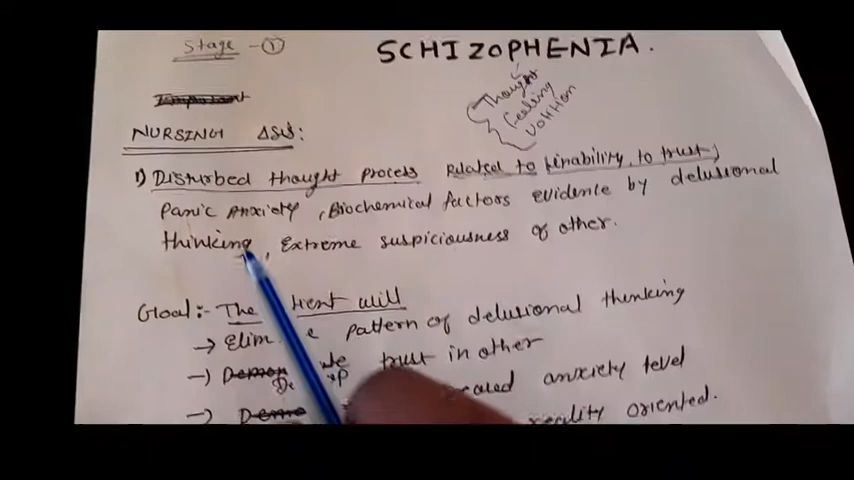 Stage - ①
SCHIZOPHENIA.
Thought
Feeling
Volition
NURSING ASIS:
1) Disturbed thought process Related to inability to trust,
Panic Anxiety, Biochemical factors evidence by delusional
thinking, Extreme suspiciousness of other.
Goal:- The will
→ Elim pattern of delusional thinking
→ trust in other
→ anxiety level
reality oriented.